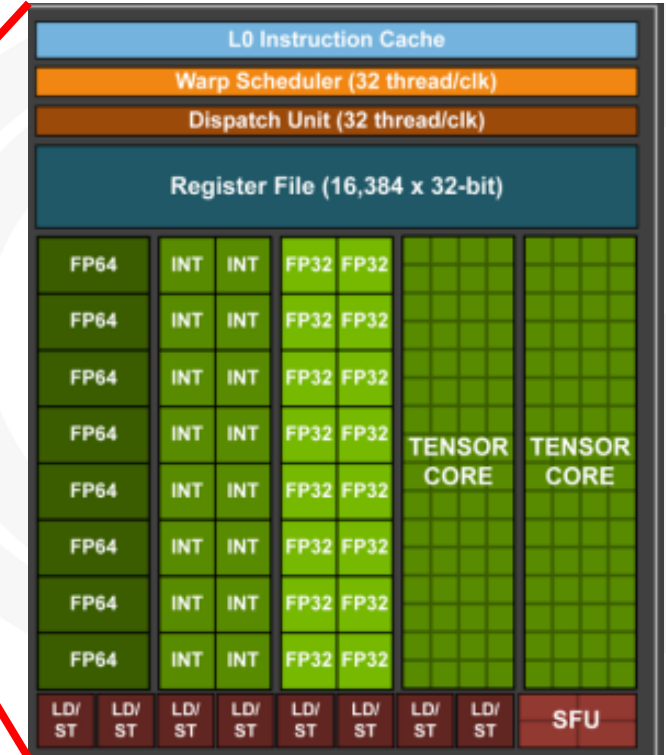 L0 Instruction Cache
Warp Scheduler (32 thread/clk)
Dispatch Unit (32 thread/clk)
Register File (16,384 x 32-bit)
FP64 INT INT FP32 FP32
FP64 INT INT FP32 FP32
FP64 INT INT FP32 FP32
FP64 INT INT FP32 FP32
TENSOR CORE TENSOR CORE
FP64 INT INT FP32 FP32
FP64 INT INT FP32 FP32
FP64 INT INT FP32 FP32
FP64 INT INT FP32 FP32
LD/ LD/ LD/ LD/ LD/ LD/ LD/ LD/ SFU
ST ST ST ST ST ST ST ST